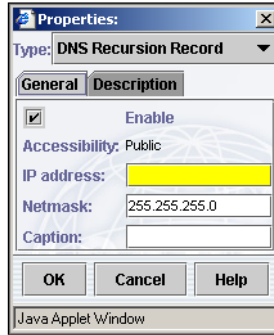 Properties:
Type: DNS Recursion Record
General Description
Enable
Accessibility: Public
IP address:
Netmask: 255.255.255.0
Caption:
OK Cancel Help
Java Applet Window